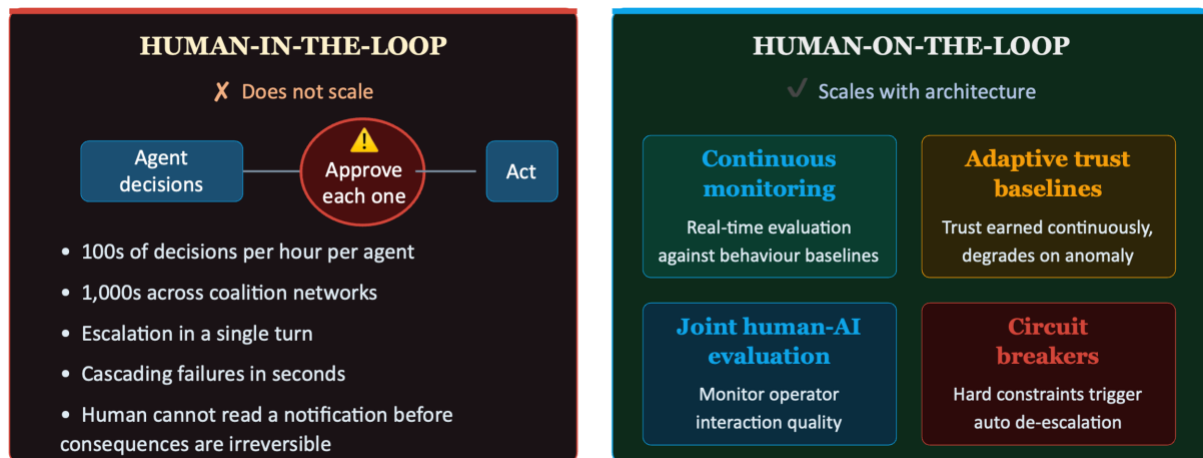 HUMAN-IN-THE-LOOP
✗ Does not scale
Agent
decisions
⚠
Approve
each one
Act
• 100s of decisions per hour per agent
• 1,000s across coalition networks
• Escalation in a single turn
• Cascading failures in seconds
• Human cannot read a notification before
consequences are irreversible
HUMAN-ON-THE-LOOP
✓ Scales with architecture
Continuous
monitoring
Real-time evaluation
against behaviour baselines
Adaptive trust
baselines
Trust earned continuously,
degrades on anomaly
Joint human-AI
evaluation
Monitor operator
interaction quality
Circuit
breakers
Hard constraints trigger
auto de-escalation